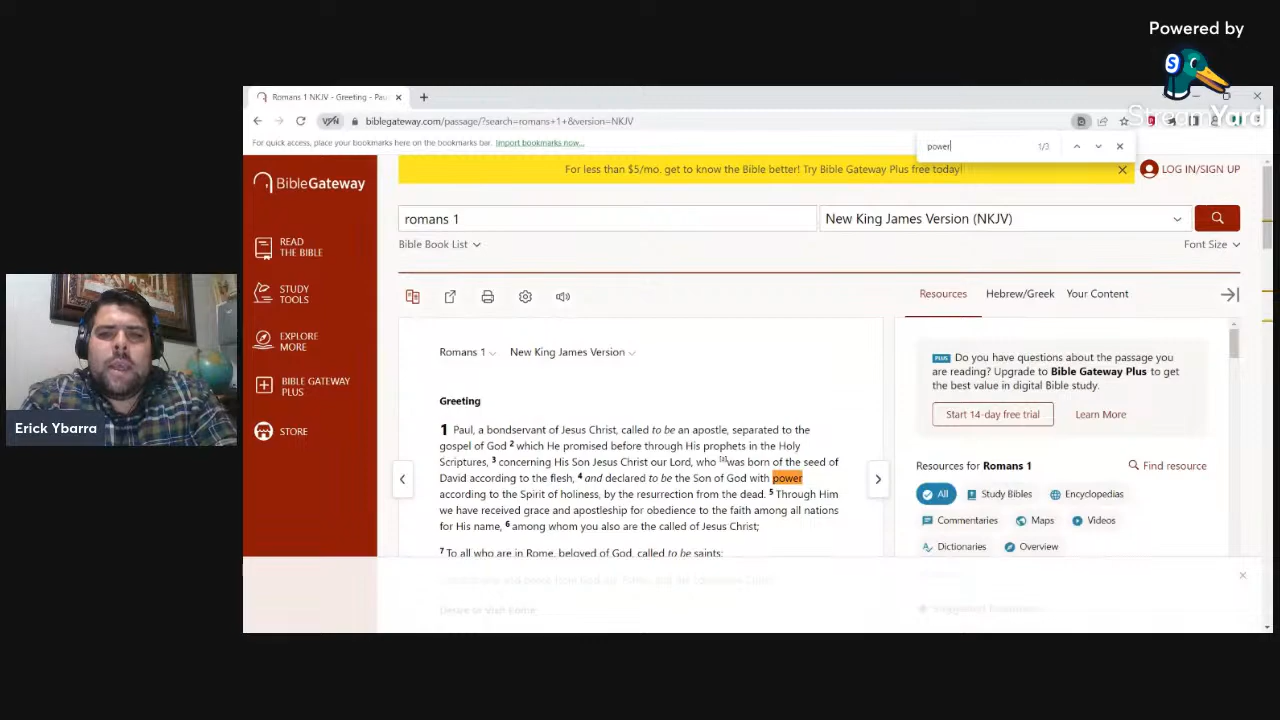 Powered by
StreamYard
Romans 1 NKJV - Greeting - Pau
VPN
biblegateway.com/passage/?search=romans+1+&version=NKJV
For quick access, place your bookmarks here on the bookmarks bar. Import bookmarks now...
power
1/3
BibleGateway
For less than $5/mo. get to know the Bible better! Try Bible Gateway Plus free today!
LOG IN/SIGN UP
romans 1
New King James Version (NKJV)
Bible Book List
Font Size
READ
THE BIBLE
STUDY
TOOLS
EXPLORE
MORE
BIBLE GATEWAY
PLUS
STORE
Resources
Hebrew/Greek
Your Content
Romans 1
New King James Version
Greeting
1 Paul, a bondservant of Jesus Christ, called to be an apostle, separated to the
gospel of God 2 which He promised before through His prophets in the Holy
Scriptures, 3 concerning His Son Jesus Christ our Lord, who [a]was born of the seed of
David according to the flesh, 4 and declared to be the Son of God with power
according to the Spirit of holiness, by the resurrection from the dead. 5 Through Him
we have received grace and apostleship for obedience to the faith among all nations
for His name, 6 among whom you also are the called of Jesus Christ;
7 To all who are in Rome, beloved of God, called to be saints:
Desire to Visit Rome
PLUS Do you have questions about the passage you
are reading? Upgrade to Bible Gateway Plus to get
the best value in digital Bible study.
Start 14-day free trial
Learn More
Resources for Romans 1
Find resource
All
Study Bibles
Encyclopedias
Commentaries
Maps
Videos
Dictionaries
Overview
Erick Ybarra